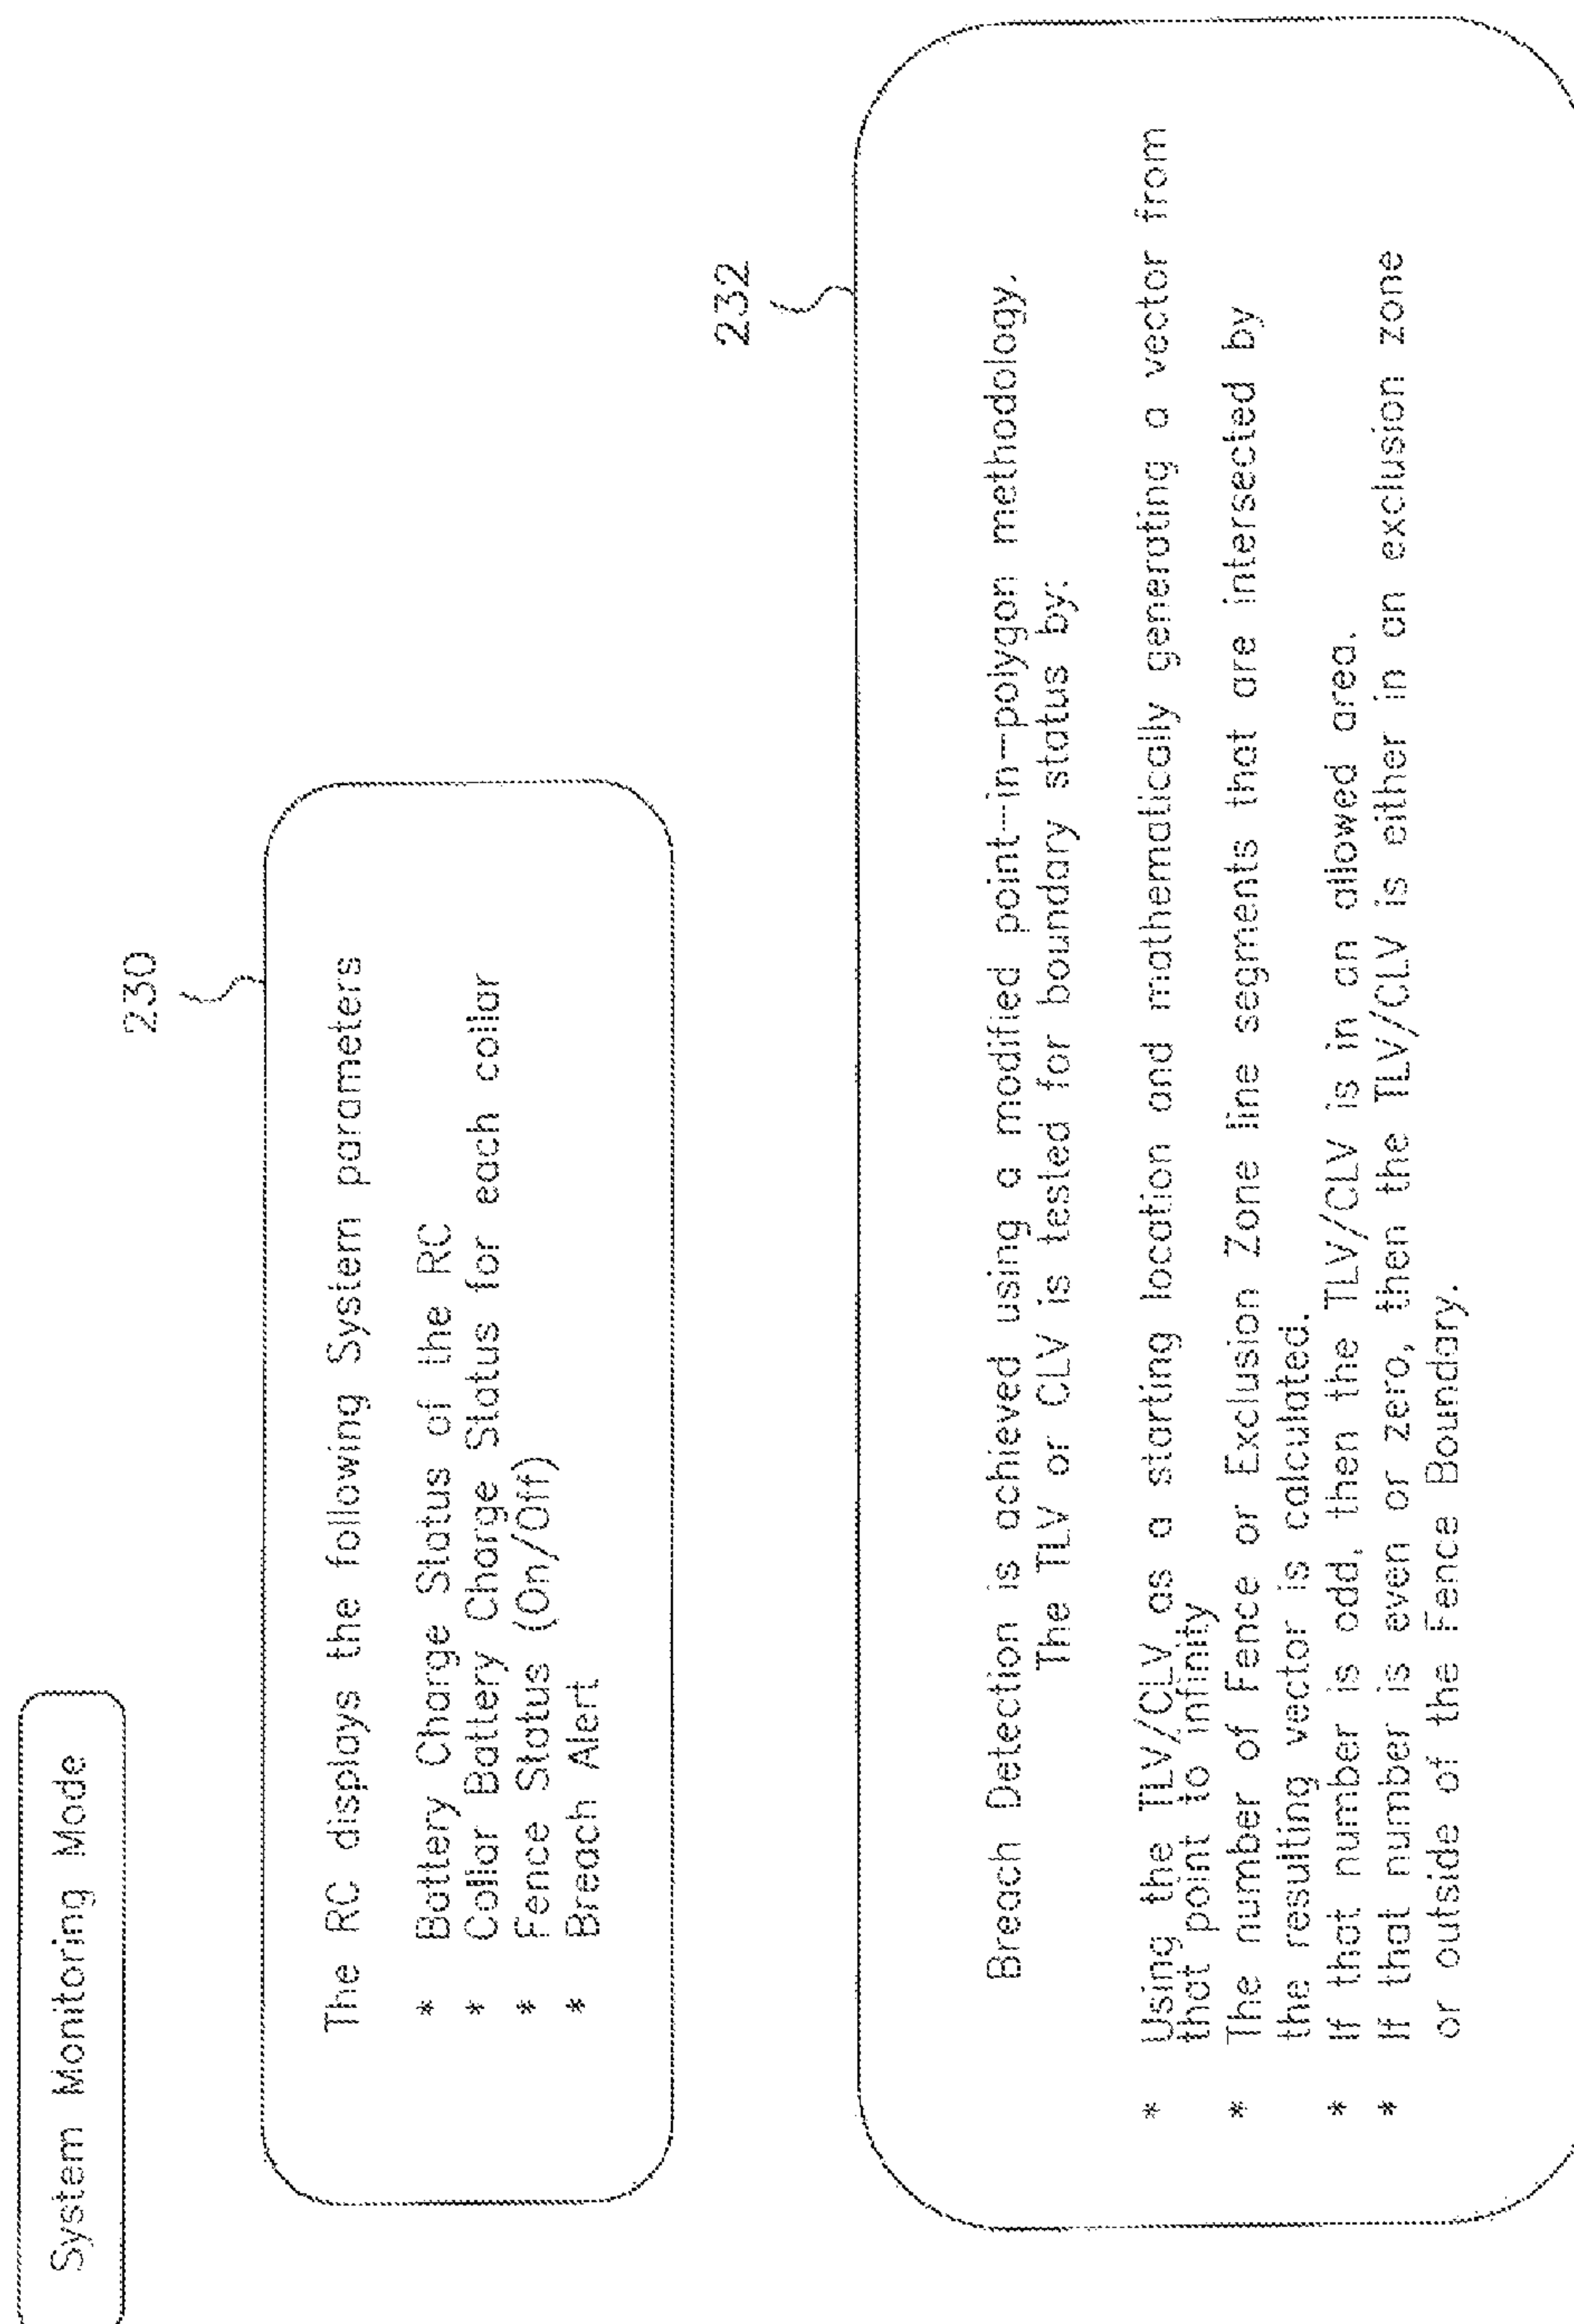 System Monitoring Mode
230
The RC displays the following System parameters
* Battery Charge Status of the RC
* Collar Battery Charge Status for each collar
* Fence Status (On/Off)
* Breach Alert
232
Breach Detection is achieved using a modified point-in-polygon methodology.
The TLV or CLV is tested for boundary status by:
* Using the TLV/CLV as a starting location and mathematically generating a vector from
that point to infinity
* The number of Fence or Exclusion Zone line segments that are intersected by
the resulting vector is calculated.
* If that number is odd, then the TLV/CLV is in an allowed area.
* If that number is even or zero, then the TLV/CLV is either in an exclusion zone
or outside of the Fence Boundary.